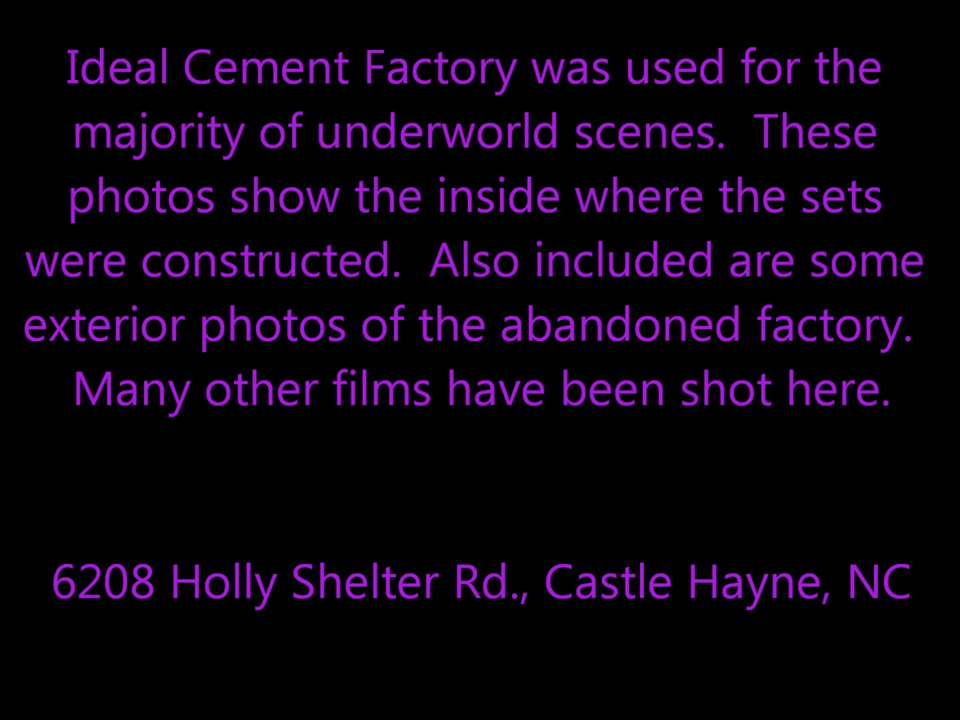 Ideal Cement Factory was used for the
majority of underworld scenes.  These
photos show the inside where the sets
were constructed.  Also included are some
exterior photos of the abandoned factory.
Many other films have been shot here.
6208 Holly Shelter Rd., Castle Hayne, NC